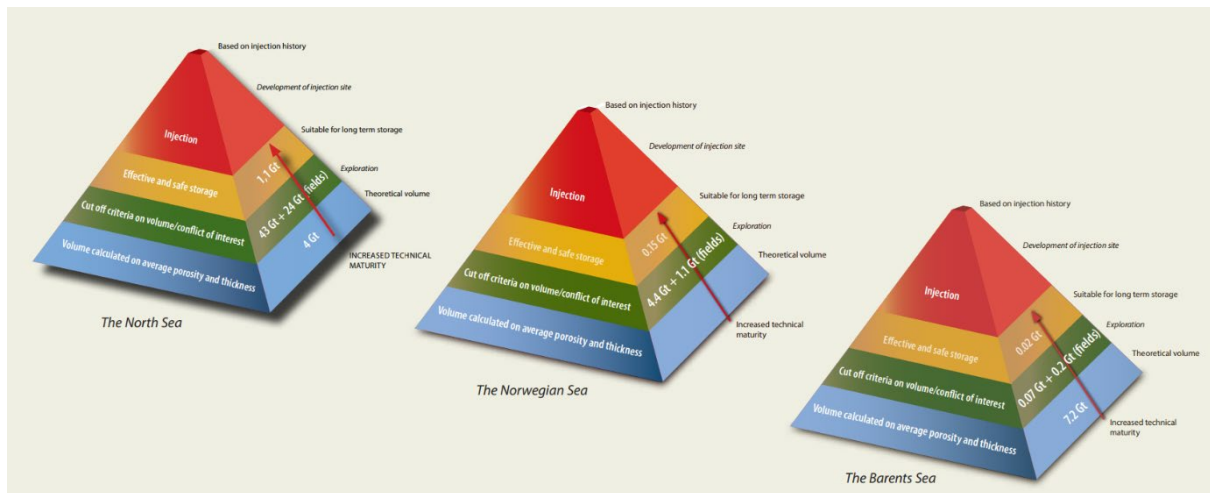 Based on injection history
Development of injection site
Injection
Suitable for long term storage
1,1 Gt
Effective and safe storage
Exploration
43 Gt + 24 Gt (fields)
Cut off criteria on volume/conflict of interest
Theoretical volume
4 Gt
Volume calculated on average porosity and thickness
INCREASED TECHNICAL
MATURITY
The North Sea
Based on injection history
Development of injection site
Injection
Suitable for long term storage
0.15 Gt
Effective and safe storage
Exploration
4.4 Gt + 1.1 Gt (fields)
Cut off criteria on volume/conflict of interest
Theoretical volume
Volume calculated on average porosity and thickness
Increased technical
maturity
The Norwegian Sea
Based on injection history
Development of injection site
Injection
Suitable for long term storage
0.02 Gt
Effective and safe storage
Exploration
0.07 Gt + 0.2 Gt (fields)
Cut off criteria on volume/conflict of interest
Theoretical volume
7.2 Gt
Volume calculated on average porosity and thickness
Increased technical
maturity
The Barents Sea